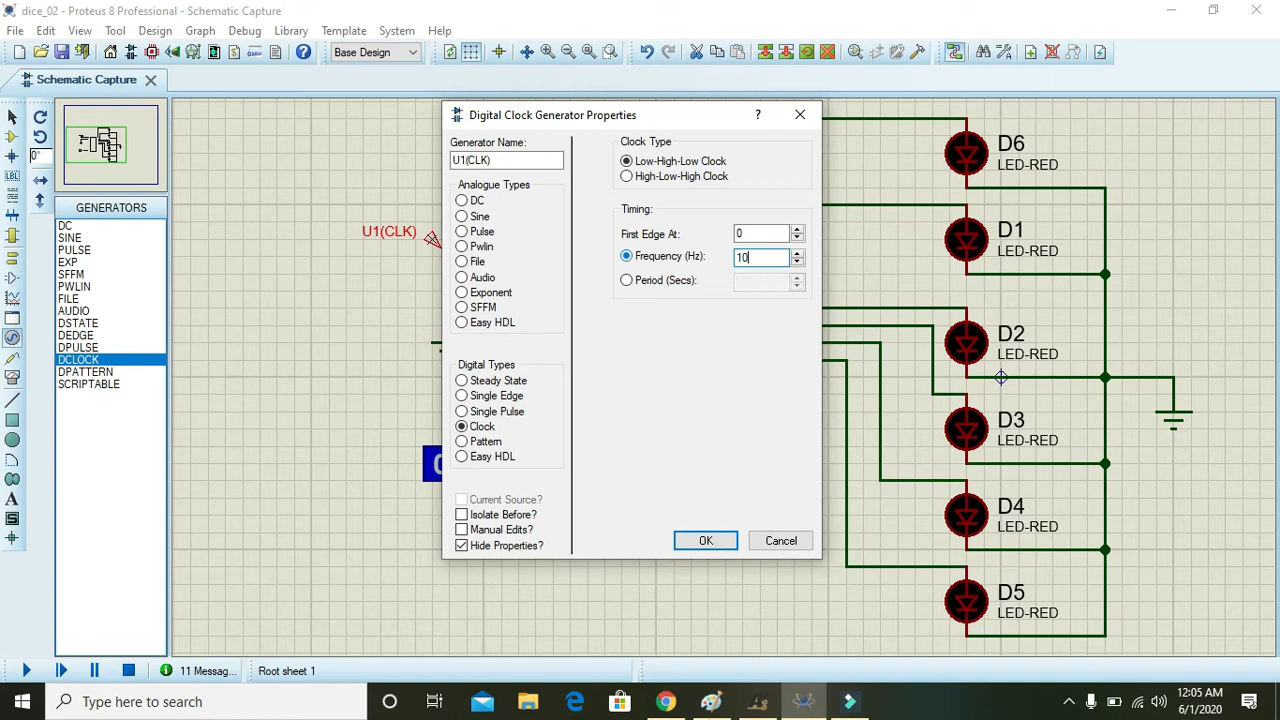 dice_02 - Proteus 8 Professional - Schematic Capture
File Edit View Tool Design Graph Debug Library Template System Help
Base Design
Schematic Capture
0°
LBL
GENERATORS
DC
SINE
PULSE
EXP
SFFM
PWLIN
FILE
AUDIO
DSTATE
DEDGE
DPULSE
DCLOCK
DPATTERN
SCRIPTABLE
U1(CLK)
Digital Clock Generator Properties
?
Generator Name:
U1(CLK)
Analogue Types
DC
Sine
Pulse
Pwlin
File
Audio
Exponent
SFFM
Easy HDL
Digital Types
Steady State
Single Edge
Single Pulse
Clock
Pattern
Easy HDL
Current Source?
Isolate Before?
Manual Edits?
Hide Properties?
Clock Type
Low-High-Low Clock
High-Low-High Clock
Timing:
First Edge At: 0
Frequency (Hz): 10
Period (Secs):
OK Cancel
D6
LED-RED
D1
LED-RED
D2
LED-RED
D3
LED-RED
D4
LED-RED
D5
LED-RED
11 Messag... Root sheet 1
Type here to search
12:05 AM
6/1/2020